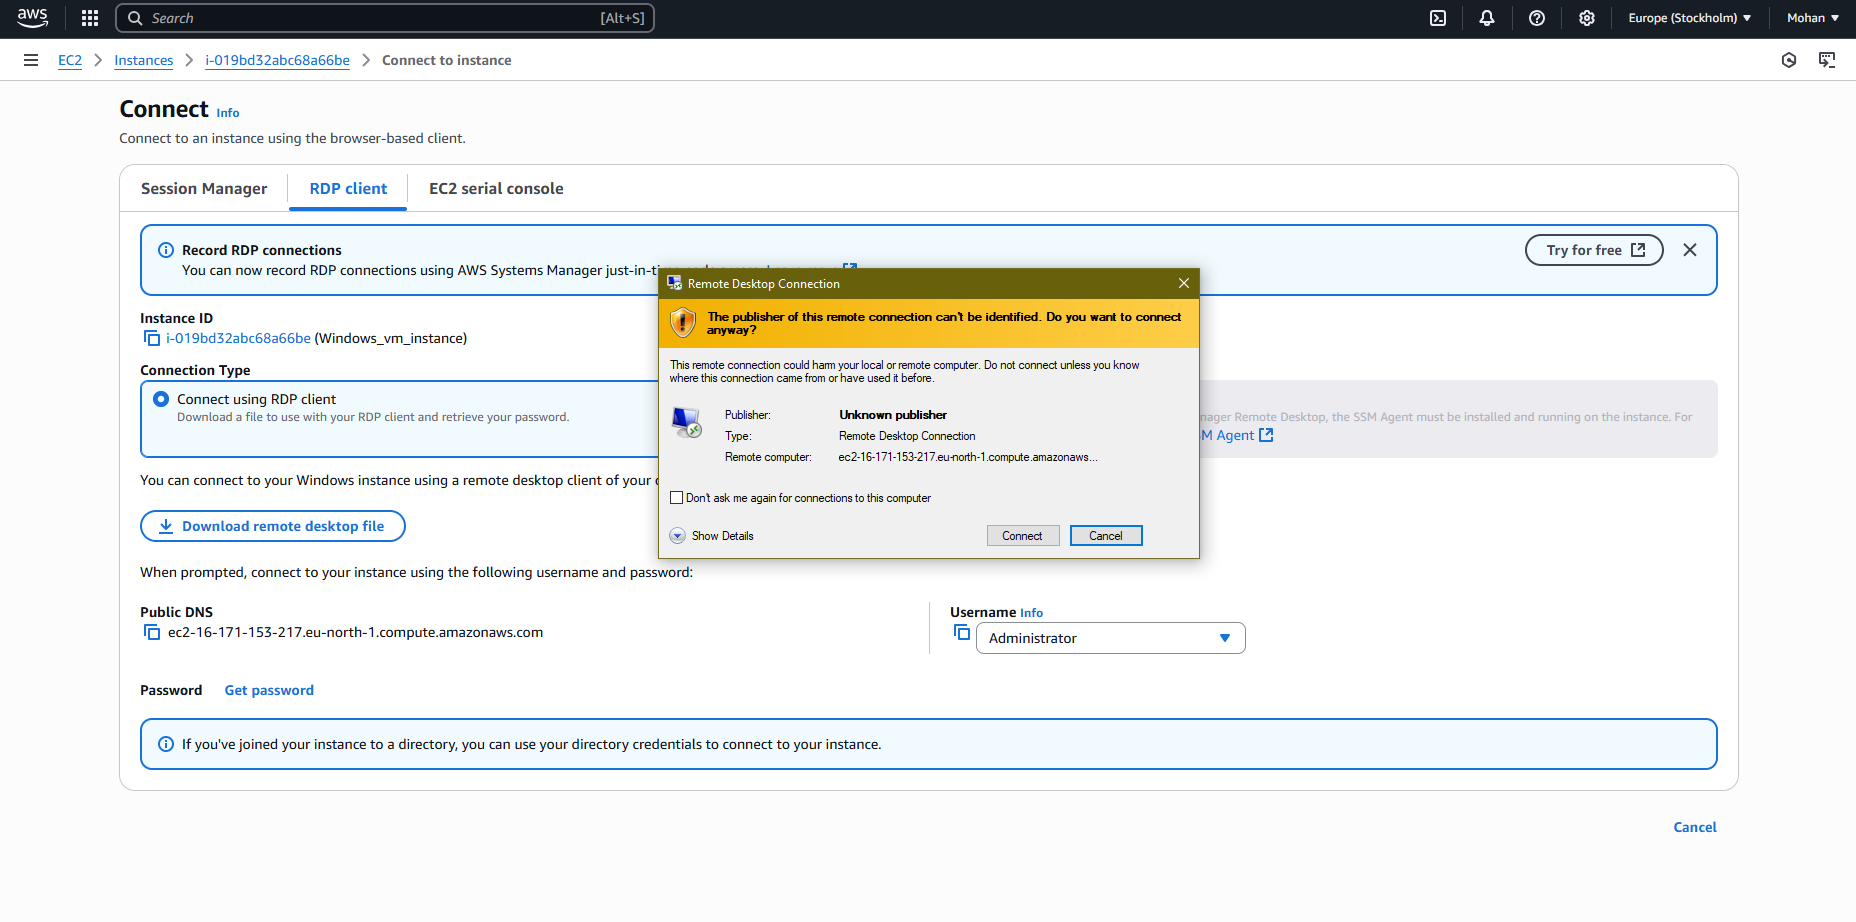 aws
Search
[Alt+S]
Europe (Stockholm)
Mohan
EC2
Instances
i-019bd32abc68a66be
Connect to instance
Connect Info
Connect to an instance using the browser-based client.
Session Manager
RDP client
EC2 serial console
Record RDP connections
You can now record RDP connections using AWS Systems Manager
Try for free
Remote Desktop Connection
The publisher of this remote connection can't be identified. Do you want to connect
anyway?
This remote connection could harm your local or remote computer. Do not connect unless you know
where this connection came from or have used it before.
Publisher: Unknown publisher
Type: Remote Desktop Connection
Remote computer: ec2-16-171-153-217.eu-north-1.compute.amazonaws...
Don't ask me again for connections to this computer
Show Details
Connect
Cancel
Instance ID
i-019bd32abc68a66be (Windows_vm_instance)
Connection Type
Connect using RDP client
Download a file to use with your RDP client and retrieve your password.
Remote Desktop, the SSM Agent must be installed and running on the instance. For
Agent
You can connect to your Windows instance using a remote desktop client of your
Download remote desktop file
When prompted, connect to your instance using the following username and password:
Public DNS
ec2-16-171-153-217.eu-north-1.compute.amazonaws.com
Username Info
Administrator
Password
Get password
If you've joined your instance to a directory, you can use your directory credentials to connect to your instance.
Cancel